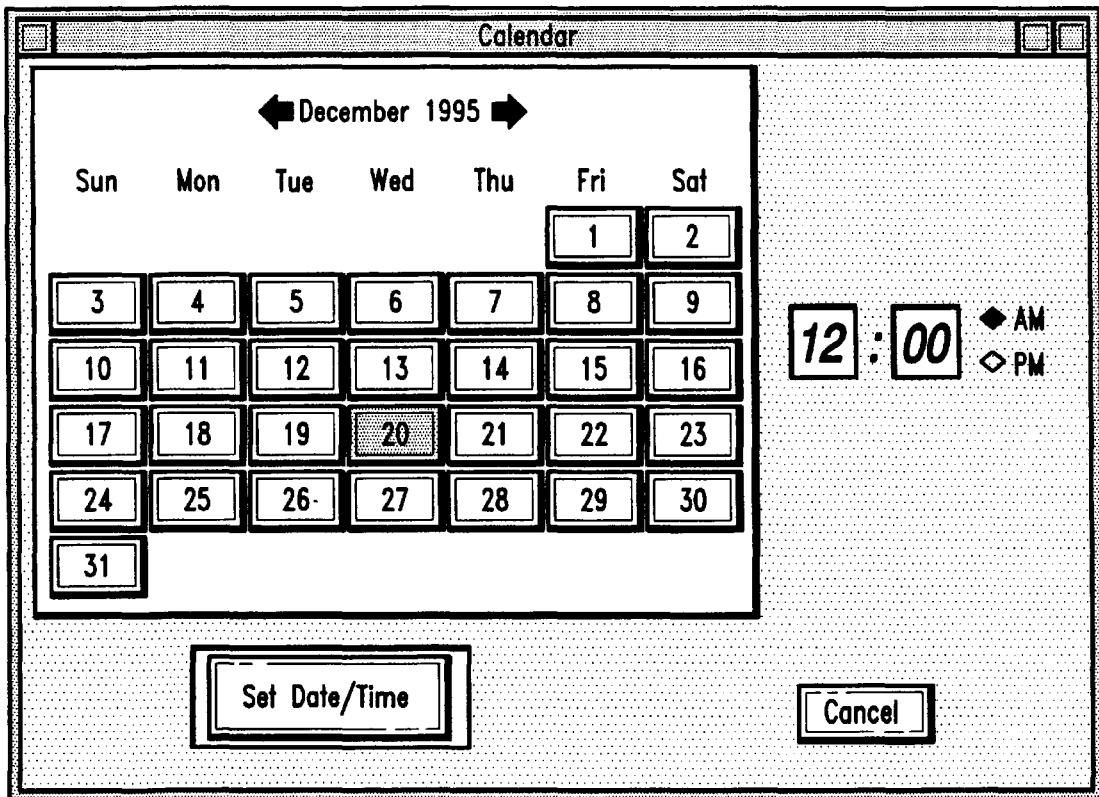 Calendar
December 1995
Sun Mon Tue Wed Thu Fri Sat
1 2
3 4 5 6 7 8 9
10 11 12 13 14 15 16
17 18 19 20 21 22 23
24 25 26 27 28 29 30
31
12 : 00 AM
PM
Set Date/Time
Cancel